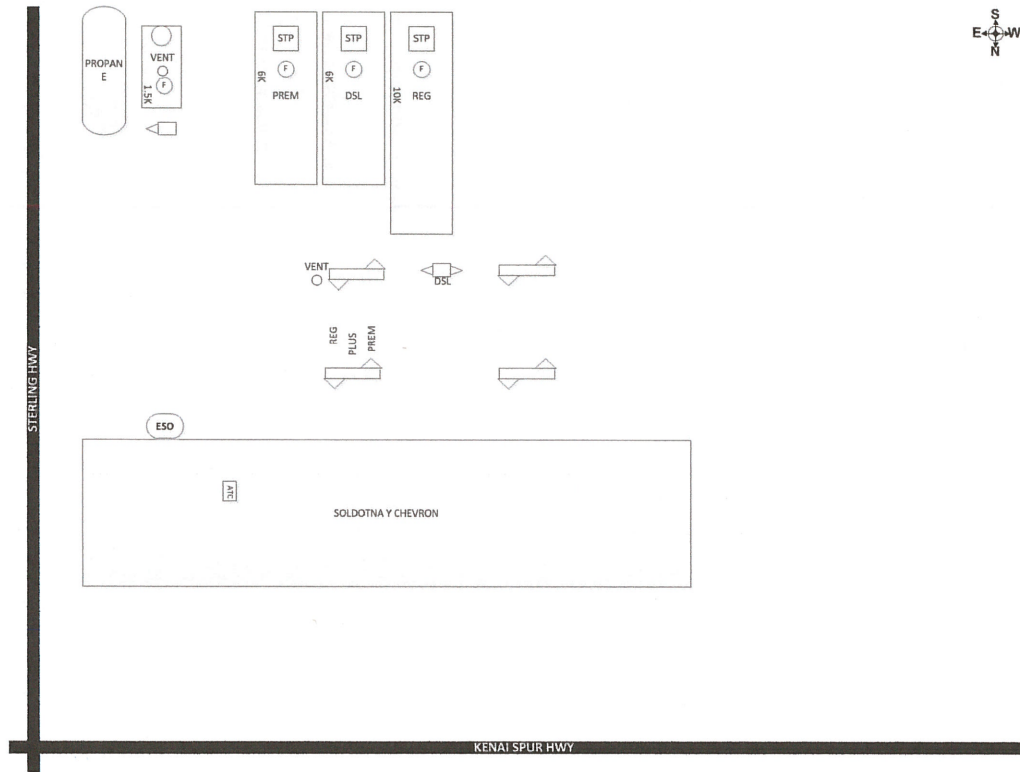 S
E W
N
PROPAN
E
VENT
F
1.5K
STP
F
6K
PREM
STP
F
6K
DSL
STP
F
10K
REG
VENT
DSL
REG
PLUS
PREM
STERLING HWY
ESO
ATC
SOLDOTNA Y CHEVRON
KENAI SPUR HWY